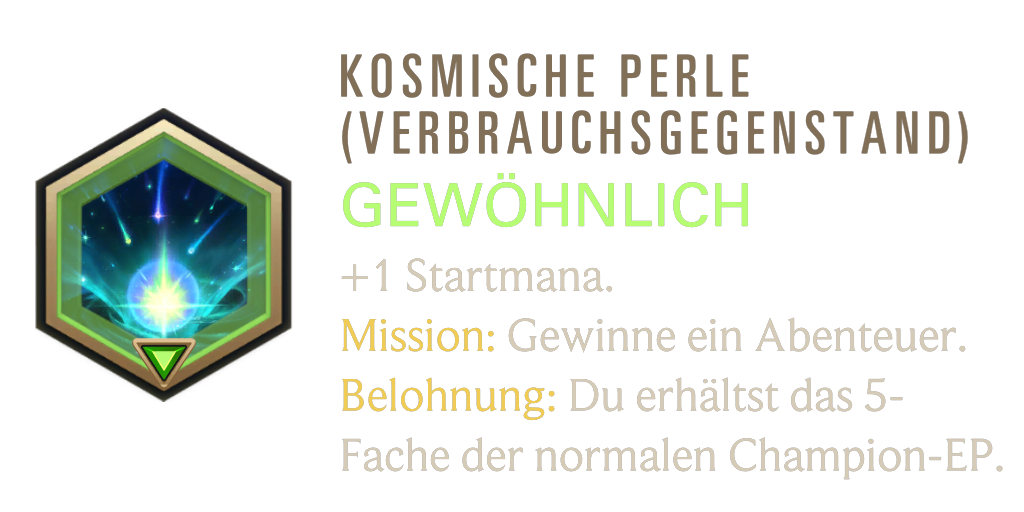 KOSMISCHE PERLE
(VERBRAUCHSGEGENSTAND)
GEWÖHNLICH
+1 Startmana.
Mission: Gewinne ein Abenteuer.
Belohnung: Du erhältst das 5-
Fache der normalen Champion-EP.